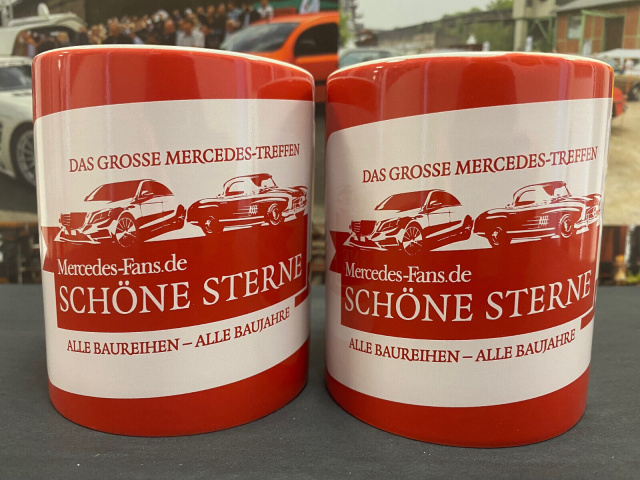 DAS GROSSE MERCEDES-TREFFEN
Mercedes-Fans.de
SCHÖNE STERNE
ALLE BAUREIHEN – ALLE BAUJAHRE
DAS GROSSE MERCEDES-TREFFEN
Mercedes-Fans.de
SCHÖNE STERNE
ALLE BAUREIHEN – ALLE BAUJAHRE